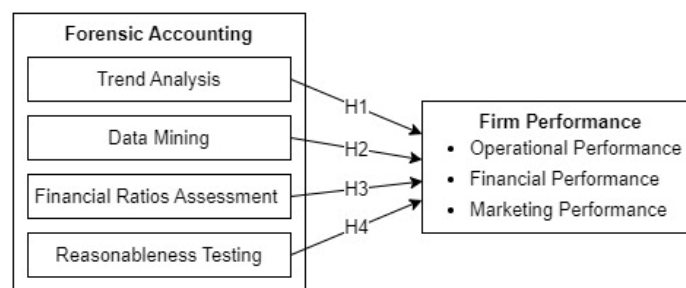 Forensic Accounting
Trend Analysis
Data Mining
Financial Ratios Assessment
Reasonableness Testing
H1
H2
H3
H4
Firm Performance
• Operational Performance
• Financial Performance
• Marketing Performance